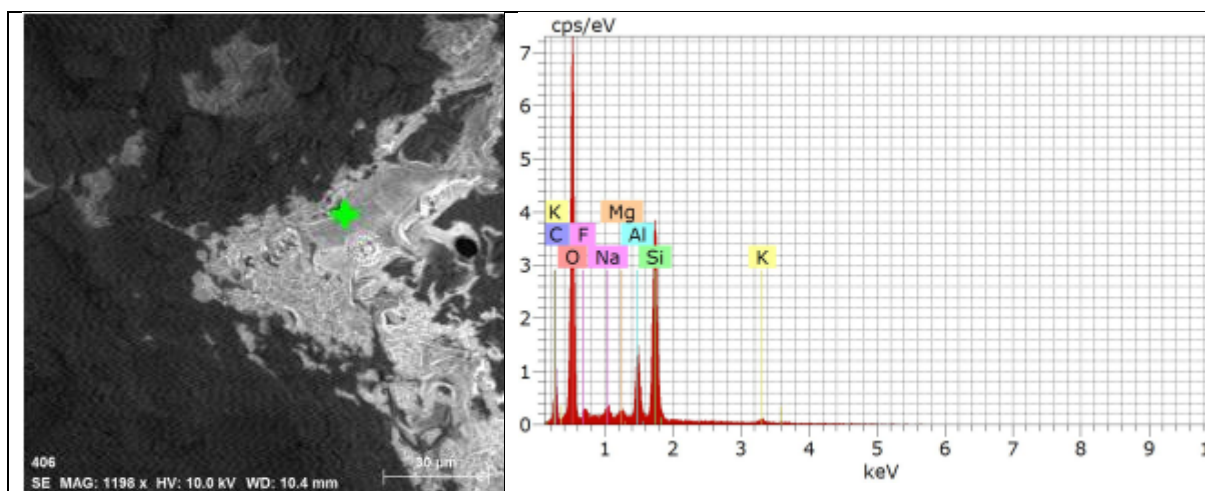 406
30 µm
SE MAG: 1198 x HV: 10.0 kV WD: 10.4 mm
cps/eV
7
6
5
4
3
2
1
0
K Mg
C F Al
O Na Si K
1 2 3 4 5 6 7 8 9 1
keV